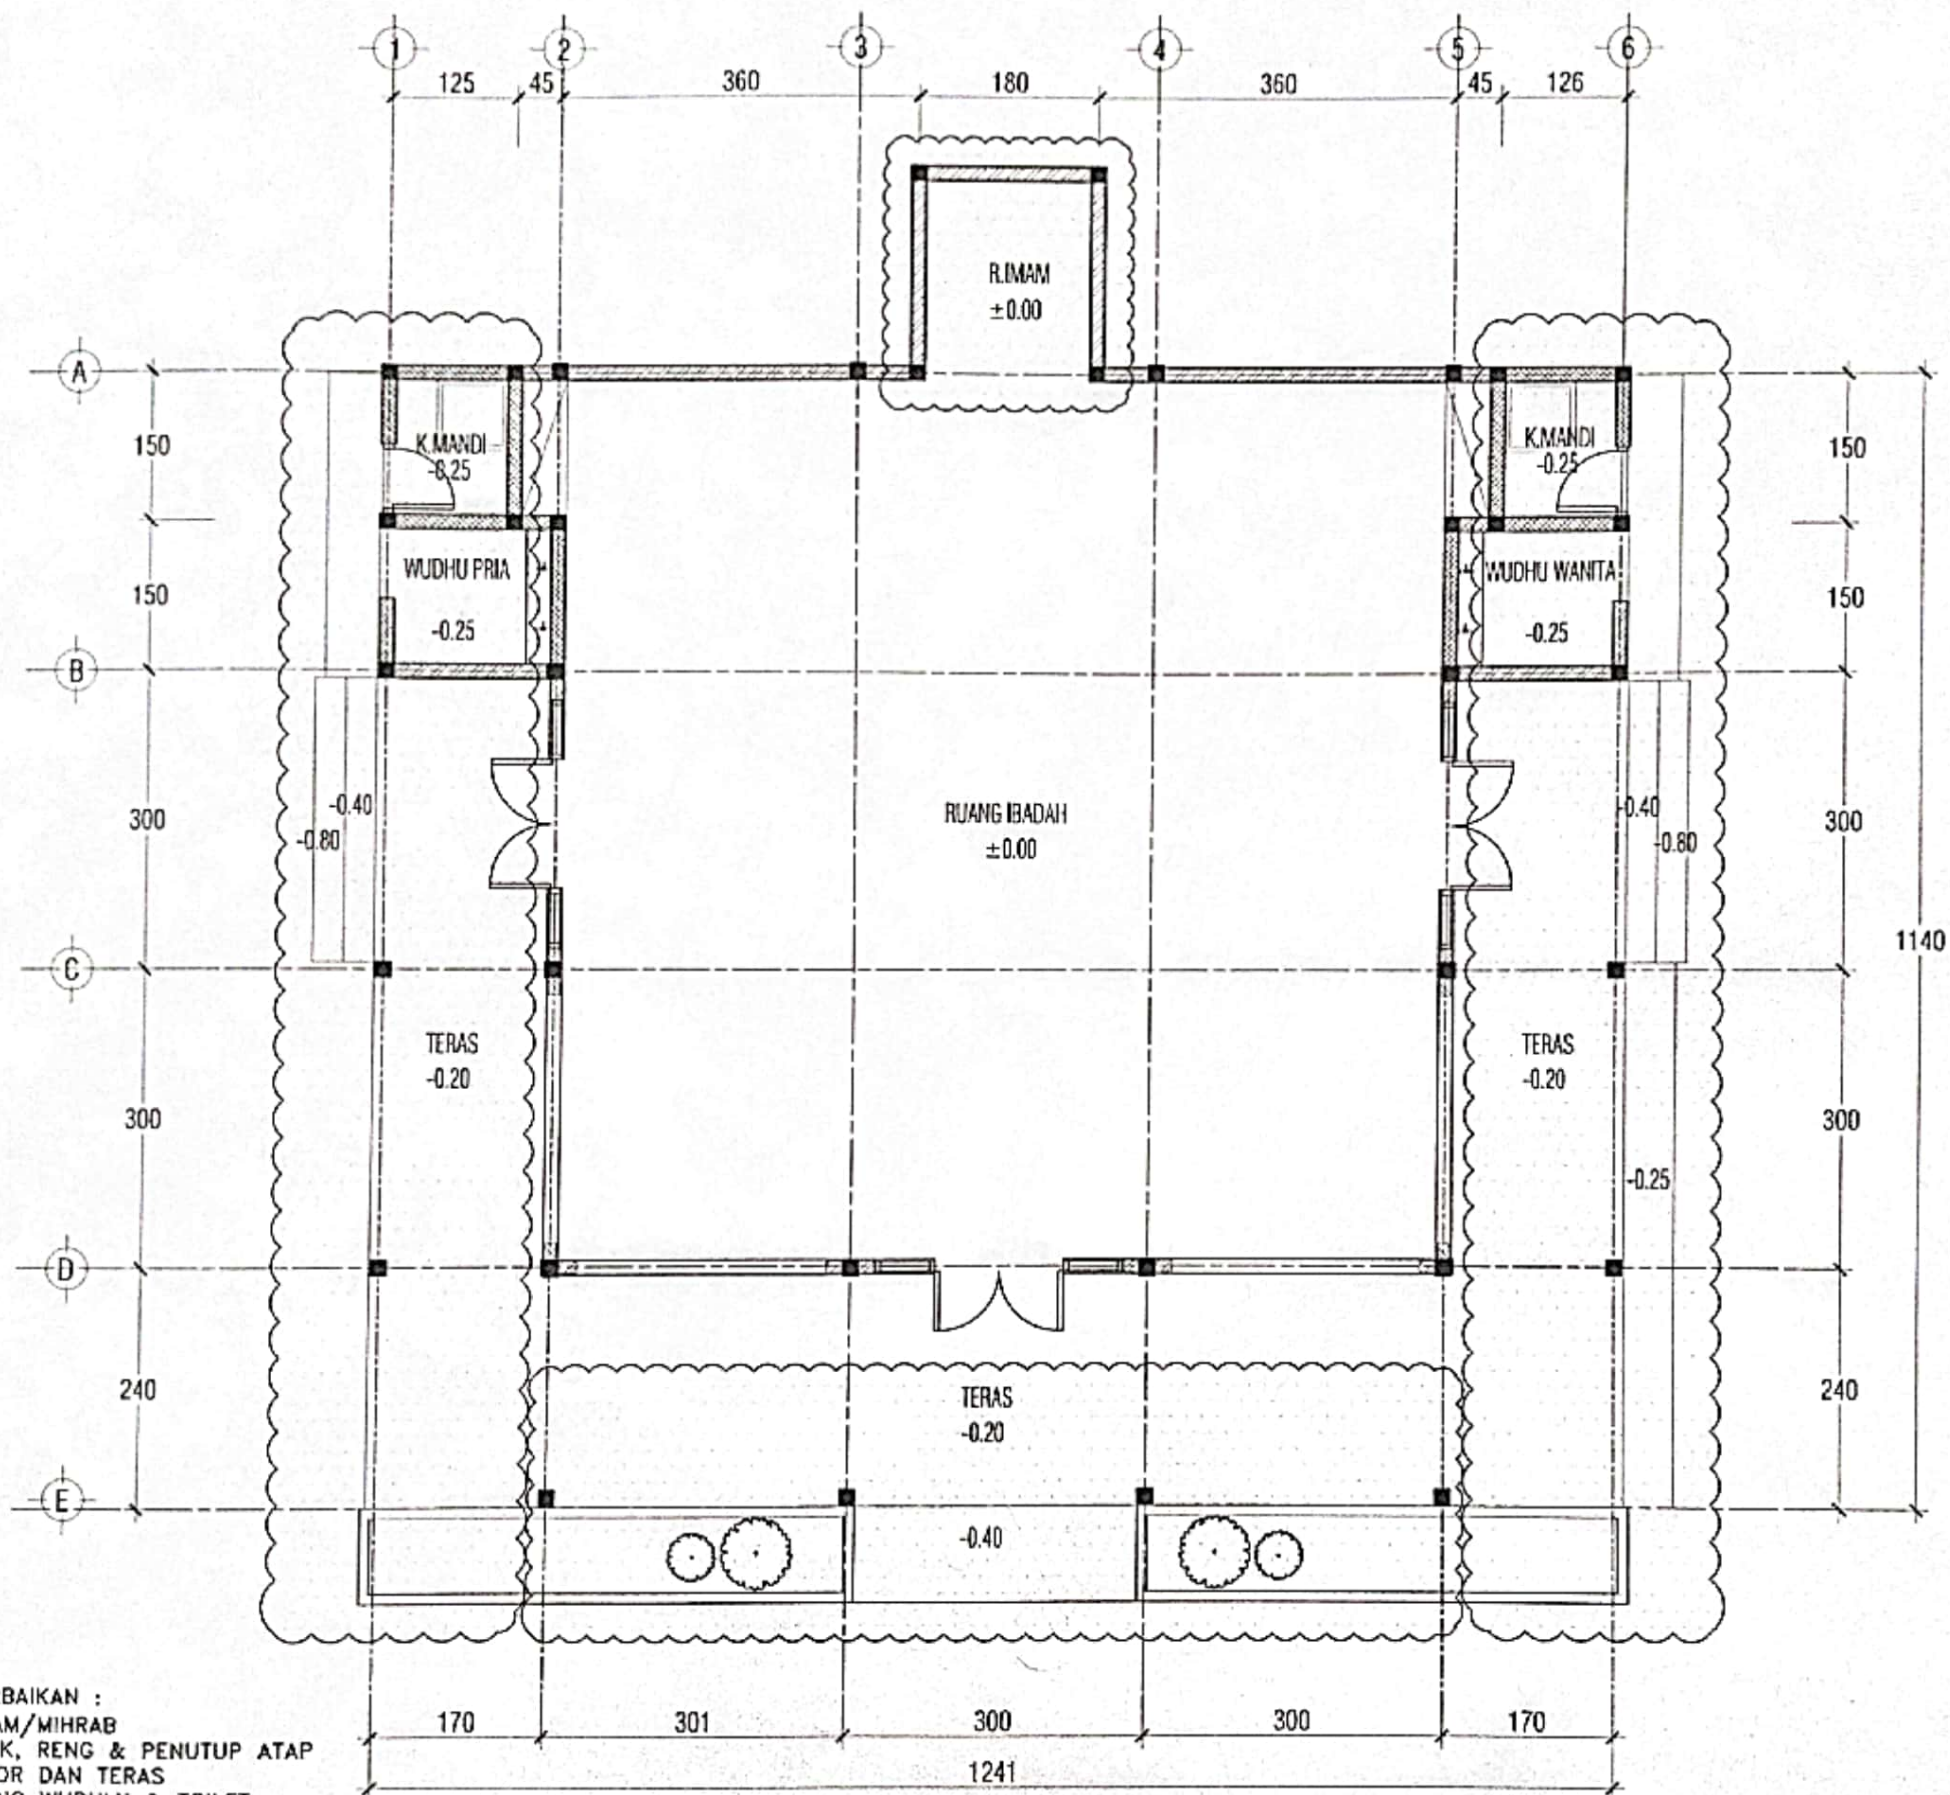 1 2 3 4 5 6
125 45 360 180 360 45 126
R.IMAM
±0.00
A
K.MANDI
-0.25
K.MANDI
-0.25
150 150
WUDHU PRIA
-0.25
WUDHU WANITA
-0.25
150 150
B
-0.40
-0.80
300
RUANG IBADAH
±0.00
-0.40
-0.80
300
1140
C
TERAS
-0.20
TERAS
-0.20
300 300
-0.25
D
240 240
TERAS
-0.20
E
-0.40
BAIKAN :
AM/MIHRAB
K, RENG & PENUTUP ATAP
OR DAN TERAS
170 301 300 300 170
1241